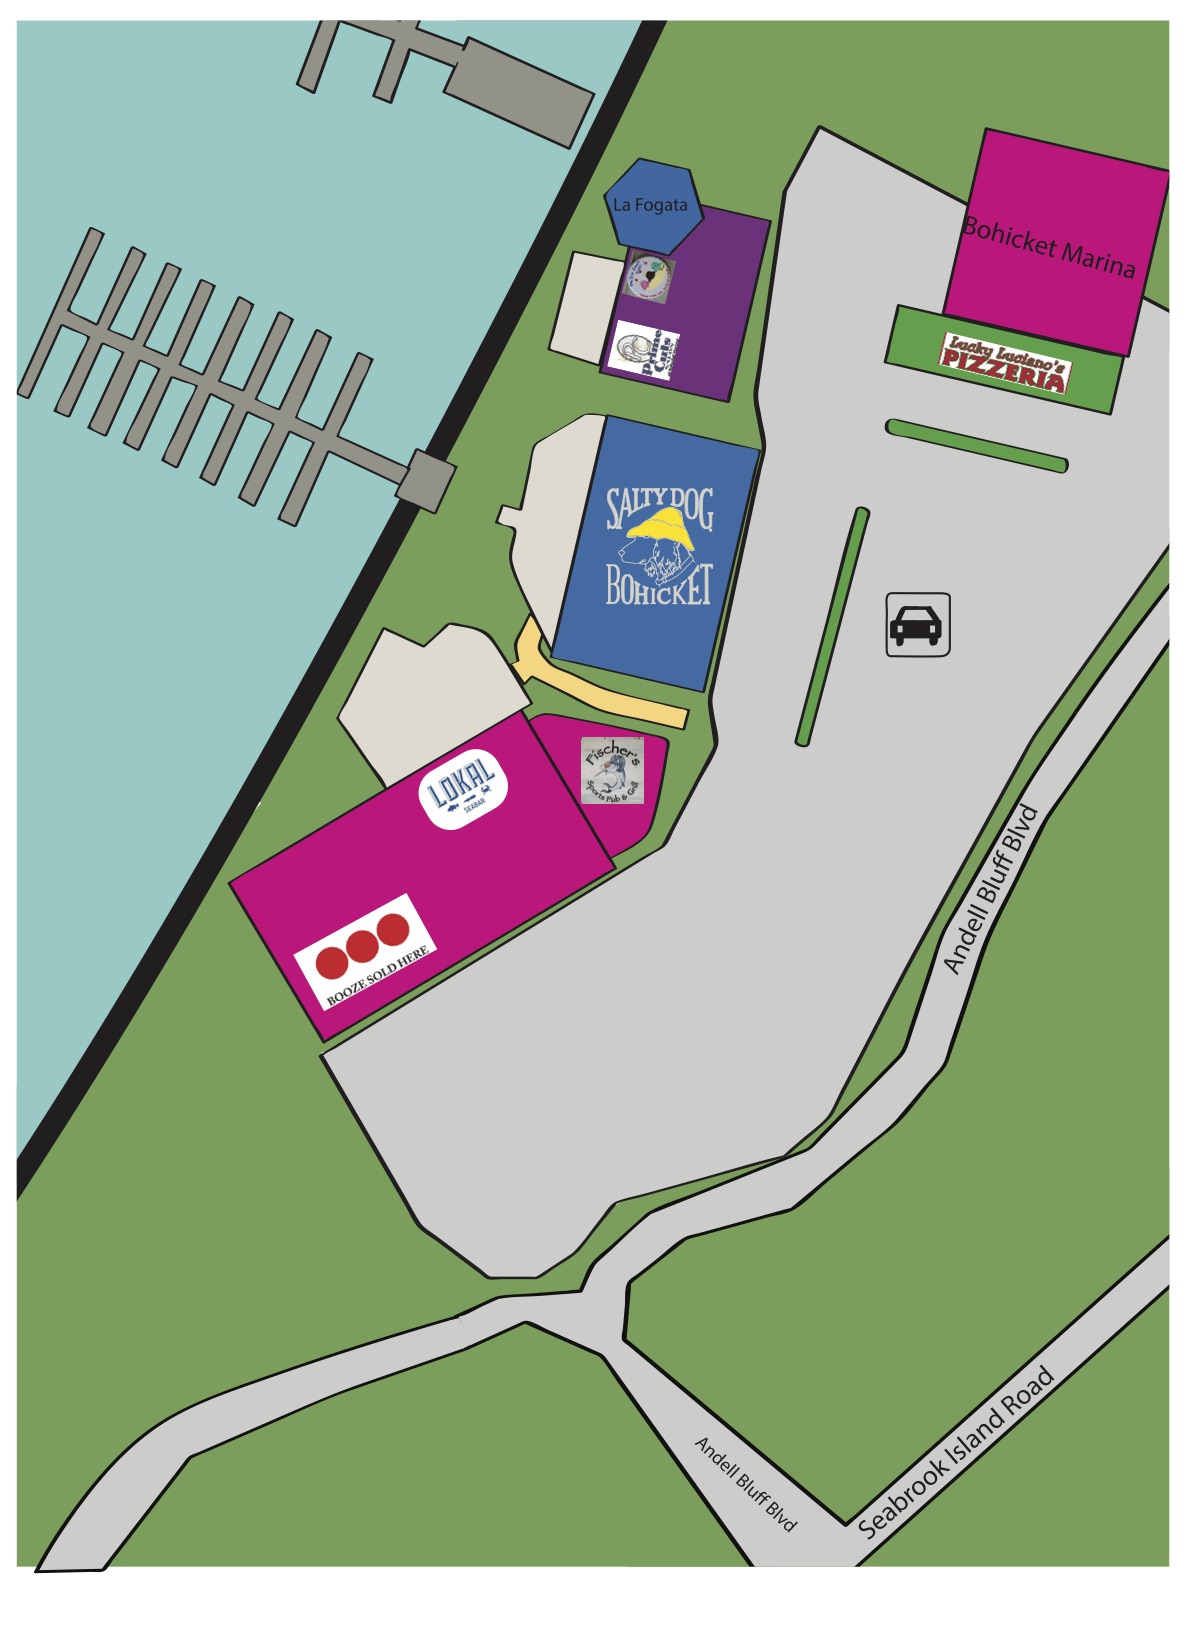 La Fogata
Bohicket Marina
Prime
Cuts
Lucky Luciano's
PIZZERIA
SALTY DOG
BOHICKET
LOKAL
SEABAR
Fischer's
Sports Pub & Grill
BOOZE SOLD HERE
Andell Bluff Blvd
Andell Bluff Blvd
Seabrook Island Road